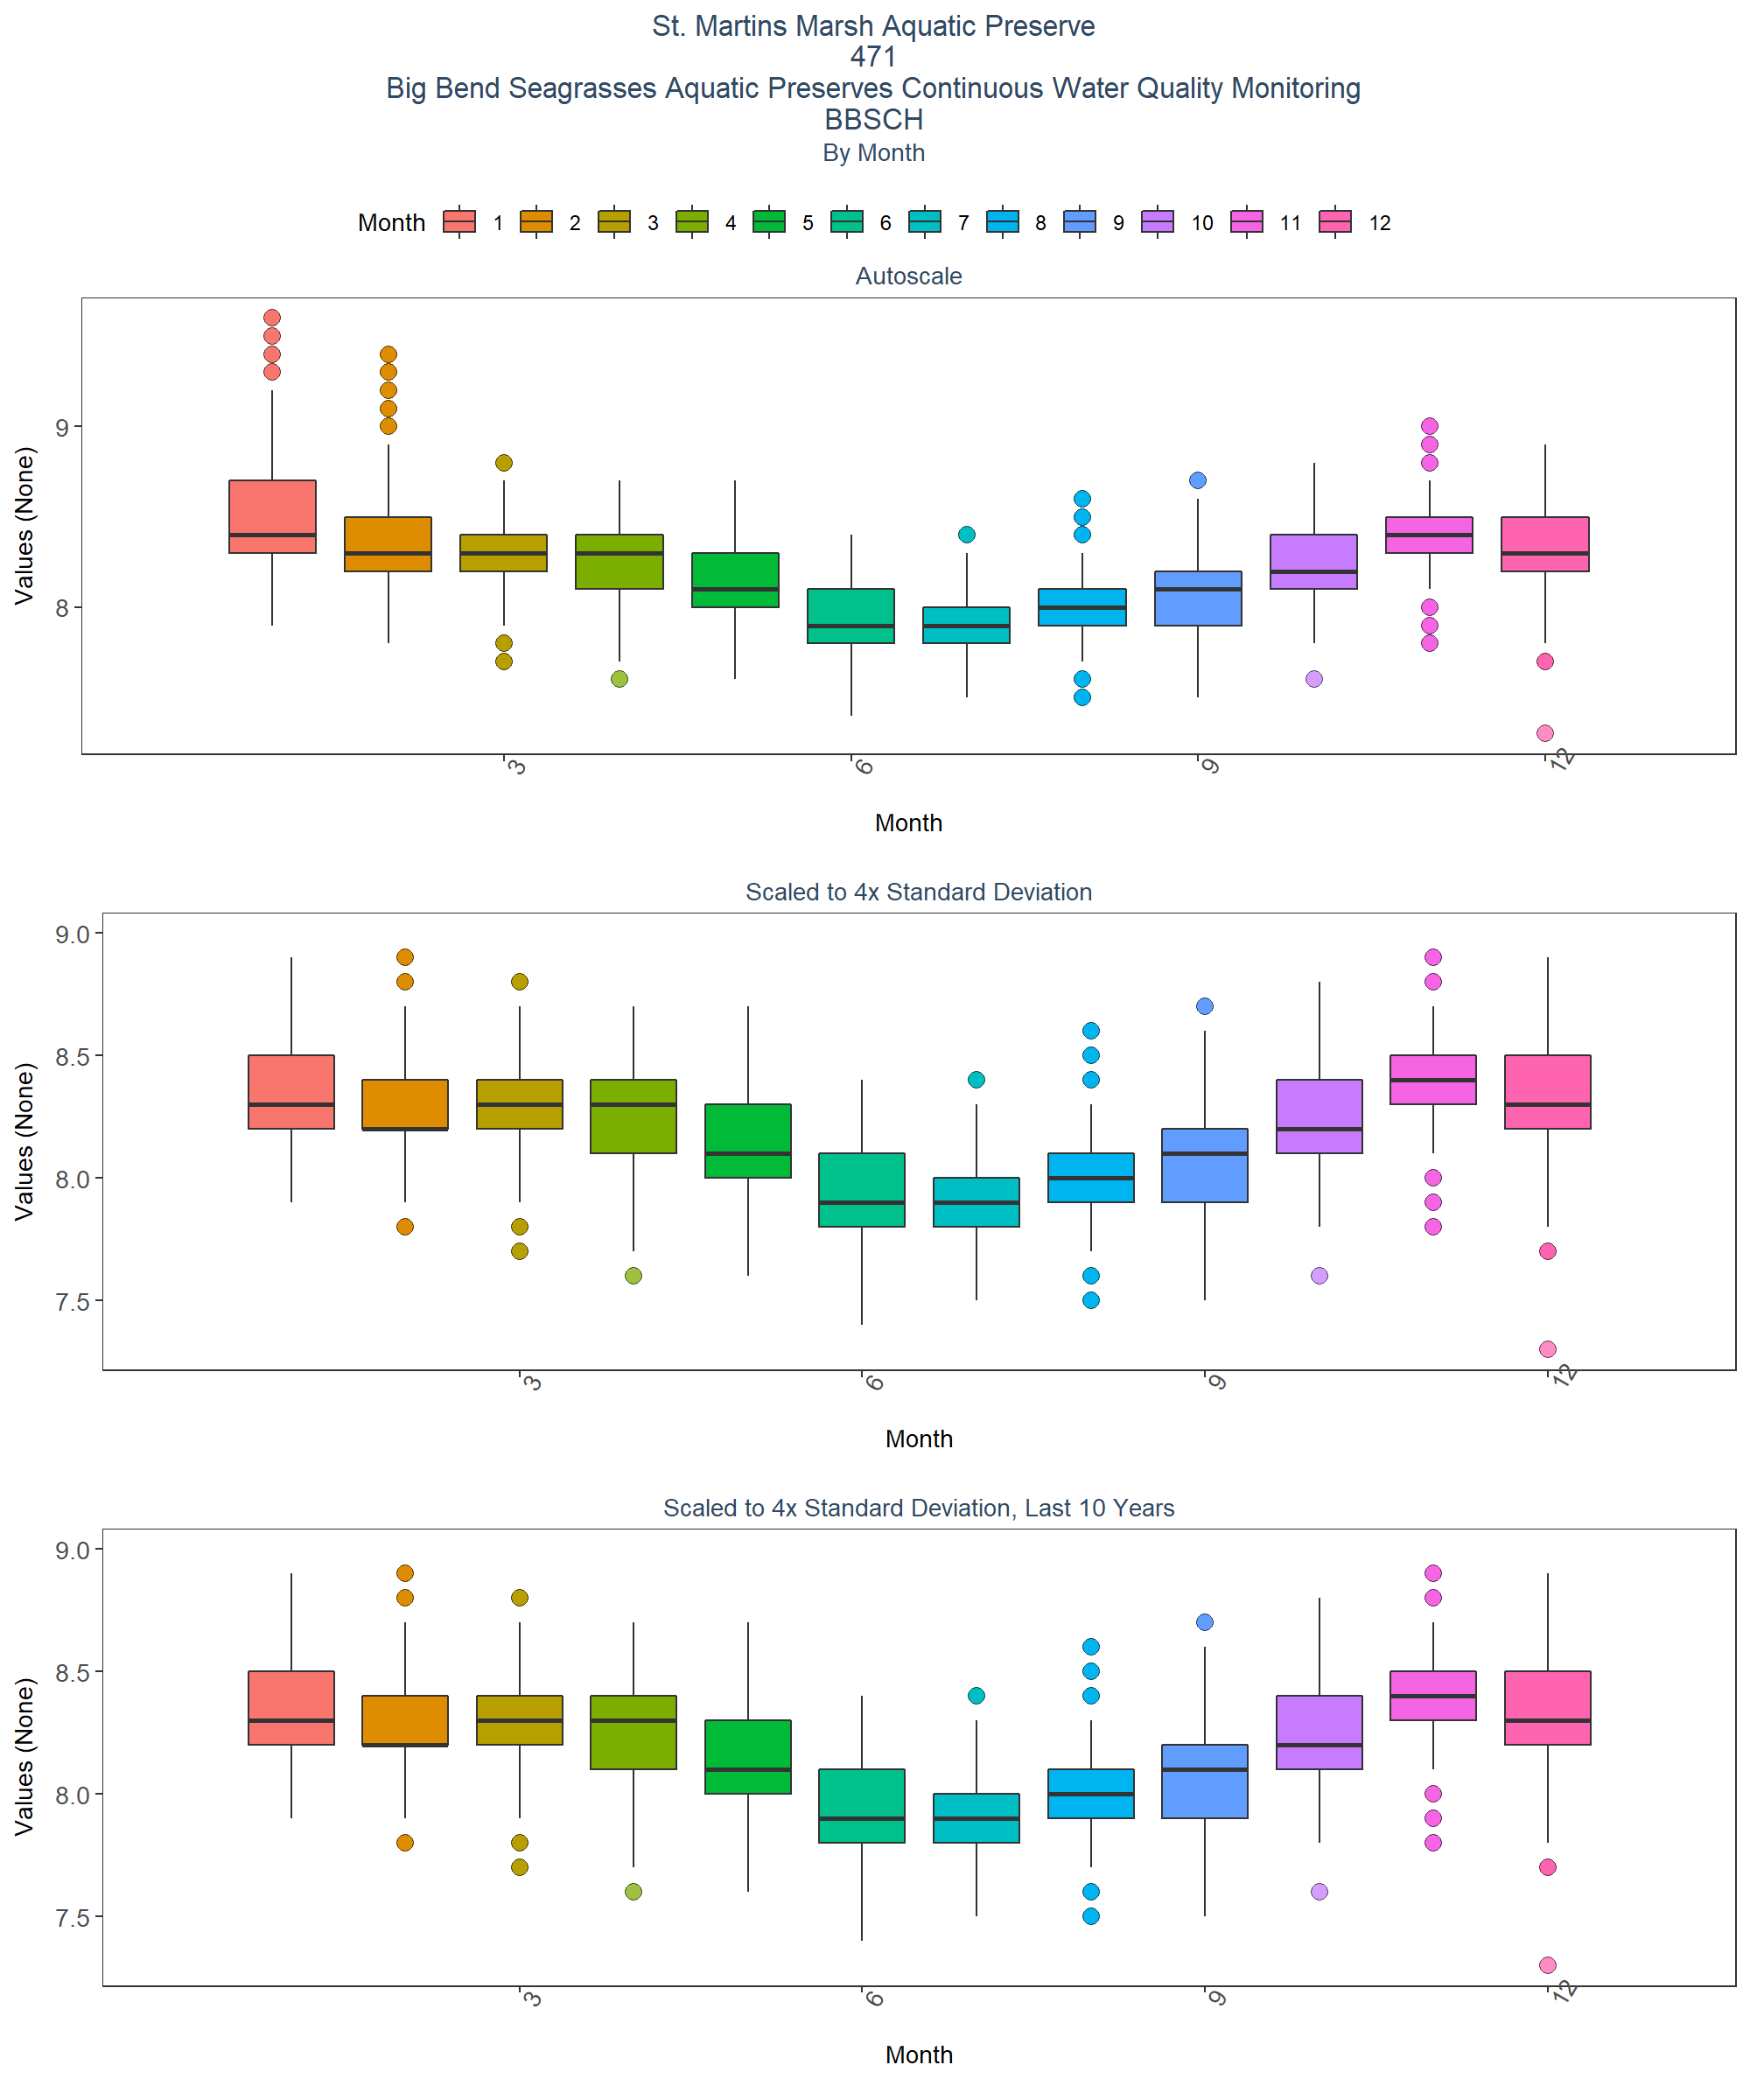 St. Martins Marsh Aquatic Preserve
471
Big Bend Seagrasses Aquatic Preserves Continuous Water Quality Monitoring
BBSCH
By Month
Month 1 2 3 4 5 6 7 8 9 10 11 12
Autoscale
Values (None)
9
8
3 6 9 12
Month
Scaled to 4x Standard Deviation
Values (None)
9.0
8.5
8.0
7.5
3 6 9 12
Month
Scaled to 4x Standard Deviation, Last 10 Years
Values (None)
9.0
8.5
8.0
7.5
3 6 9 12
Month